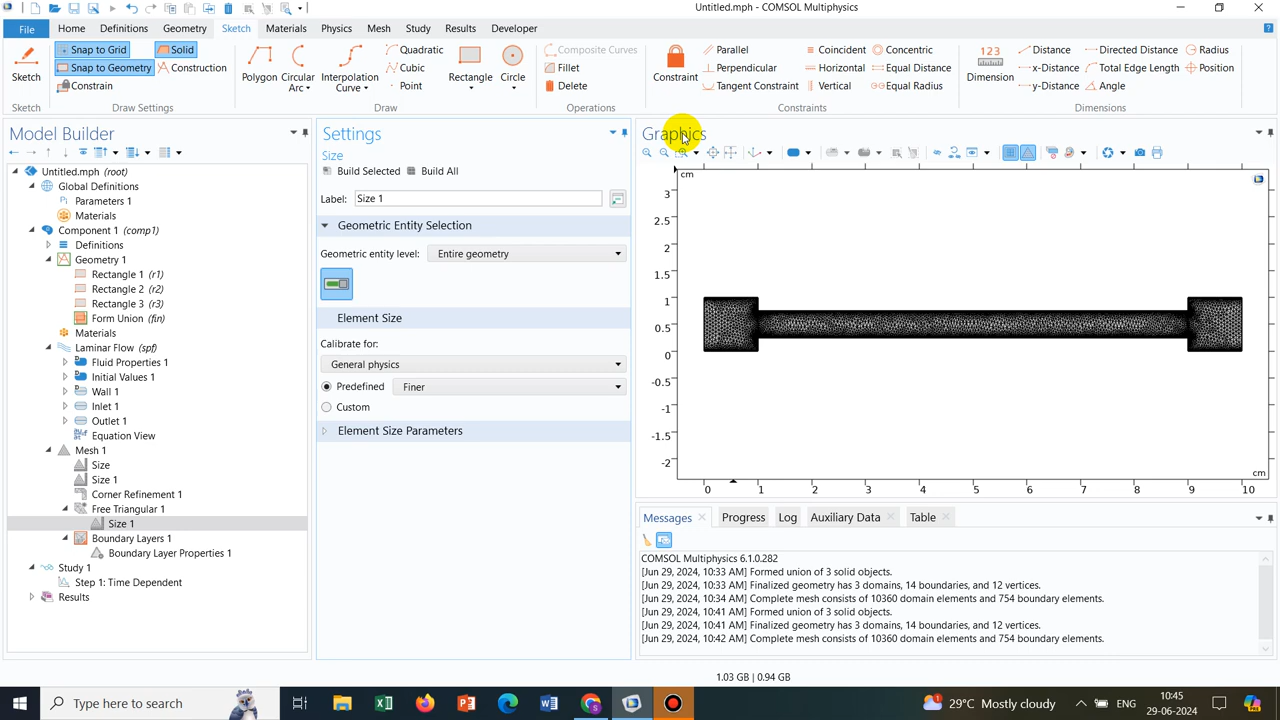 Untitled.mph - COMSOL Multiphysics
File Home Definitions Geometry Sketch Materials Physics Mesh Study Results Developer
Snap to Grid Solid
Snap to Geometry Construction
Constrain
Sketch
Polygon Circular Arc Interpolation Curve
Quadratic
Cubic
Point
Rectangle Circle
Composite Curves
Fillet
Delete
Constraint
Parallel Coincident Concentric
Perpendicular Horizontal Equal Distance
Tangent Constraint Vertical Equal Radius
Dimension
Distance Directed Distance Radius
x-Distance Total Edge Length Position
y-Distance Angle
Sketch Draw Settings Draw Operations Constraints Dimensions
Model Builder
Untitled.mph (root)
Global Definitions
Pi Parameters 1
Materials
Component 1 (comp1)
Definitions
Geometry 1
Rectangle 1 (r1)
Rectangle 2 (r2)
Rectangle 3 (r3)
Form Union (fin)
Materials
Laminar Flow (spf)
Fluid Properties 1
Initial Values 1
Wall 1
Inlet 1
Outlet 1
Equation View
Mesh 1
Size
Size 1
Corner Refinement 1
Free Triangular 1
Size 1
Boundary Layers 1
Boundary Layer Properties 1
Study 1
Step 1: Time Dependent
Results
Settings
Size
Build Selected Build All
Label: Size 1
Geometric Entity Selection
Geometric entity level: Entire geometry
Element Size
Calibrate for:
General physics
Predefined Finer
Custom
Element Size Parameters
Graphics
cm
3
2.5
2
1.5
1
0.5
0
-0.5
-1
-1.5
-2
cm
0 1 2 3 4 5 6 7 8 9 10
Messages Progress Log Auxiliary Data Table
COMSOL Multiphysics 6.1.0.282
[Jun 29, 2024, 10:33 AM] Formed union of 3 solid objects.
[Jun 29, 2024, 10:33 AM] Finalized geometry has 3 domains, 14 boundaries, and 12 vertices.
[Jun 29, 2024, 10:34 AM] Complete mesh consists of 10360 domain elements and 754 boundary elements.
[Jun 29, 2024, 10:41 AM] Formed union of 3 solid objects.
[Jun 29, 2024, 10:41 AM] Finalized geometry has 3 domains, 14 boundaries, and 12 vertices.
[Jun 29, 2024, 10:42 AM] Complete mesh consists of 10360 domain elements and 754 boundary elements.
1.03 GB | 0.94 GB
Type here to search
29°C Mostly cloudy
ENG
10:45
29-06-2024